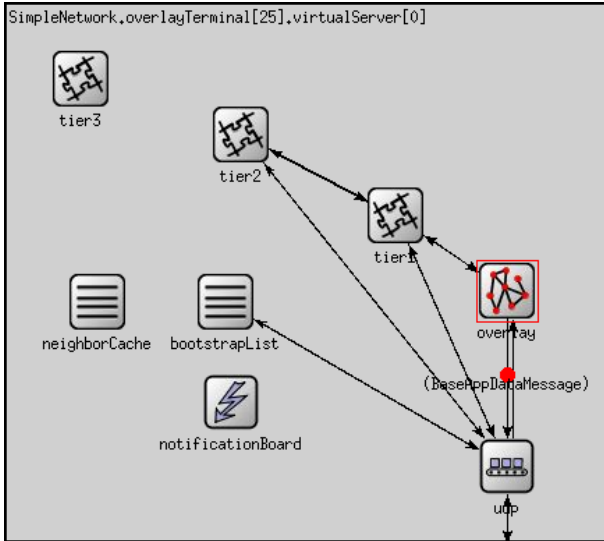 SimpleNetwork.overlayTerminal[25].virtualServer[0]
tier3
tier2
tier1
overlay
neighborCache
bootstrapList
(BaseAppDataMessage)
notificationBoard
udp